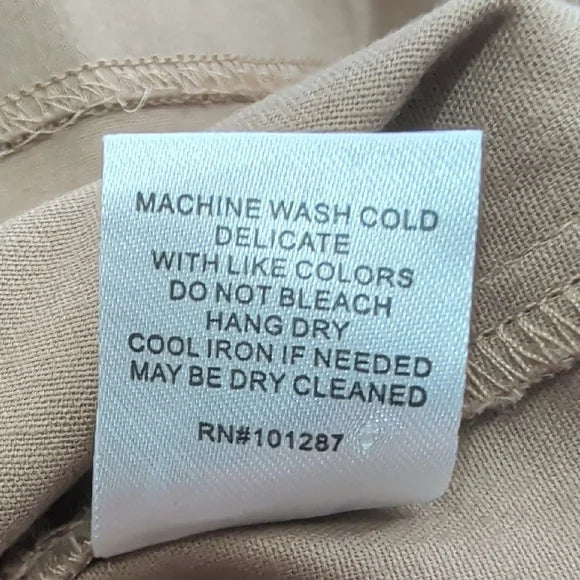 MACHINE WASH COLD
DELICATE
WITH LIKE COLORS
DO NOT BLEACH
HANG DRY
COOL IRON IF NEEDED
MAY BE DRY CLEANED
RN#101287